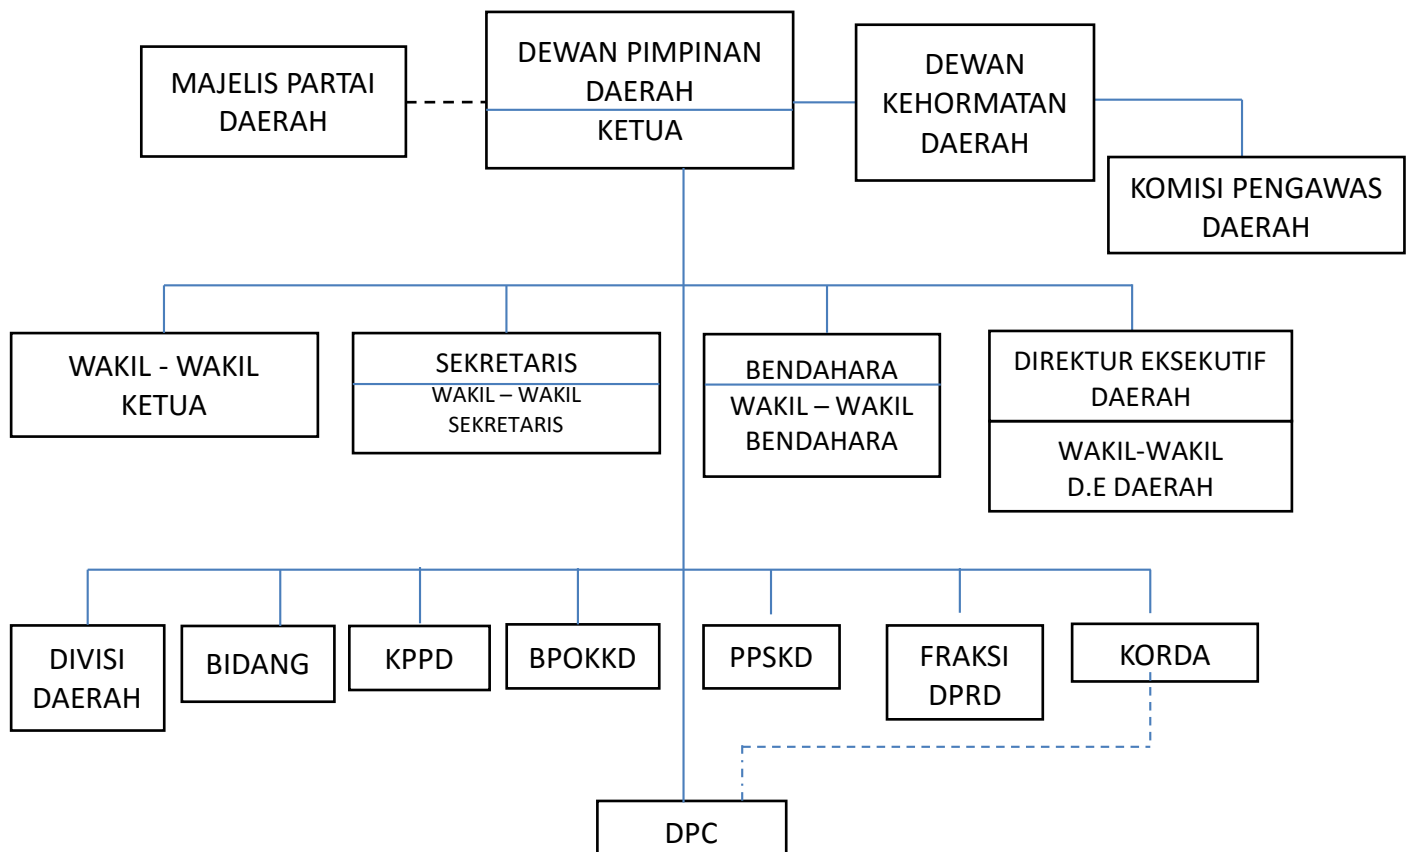 MAJELIS PARTAI
DAERAH
DEWAN PIMPINAN
DAERAH
KETUA
DEWAN
KEHORMATAN
DAERAH
KOMISI PENGAWAS
DAERAH
WAKIL - WAKIL
KETUA
SEKRETARIS
WAKIL – WAKIL
SEKRETARIS
BENDAHARA
WAKIL – WAKIL
BENDAHARA
DIREKTUR EKSEKUTIF
DAERAH
WAKIL-WAKIL
D.E DAERAH
DIVISI
DAERAH
BIDANG
KPPD
BPOKKD
PPSKD
FRAKSI
DPRD
KORDA
DPC